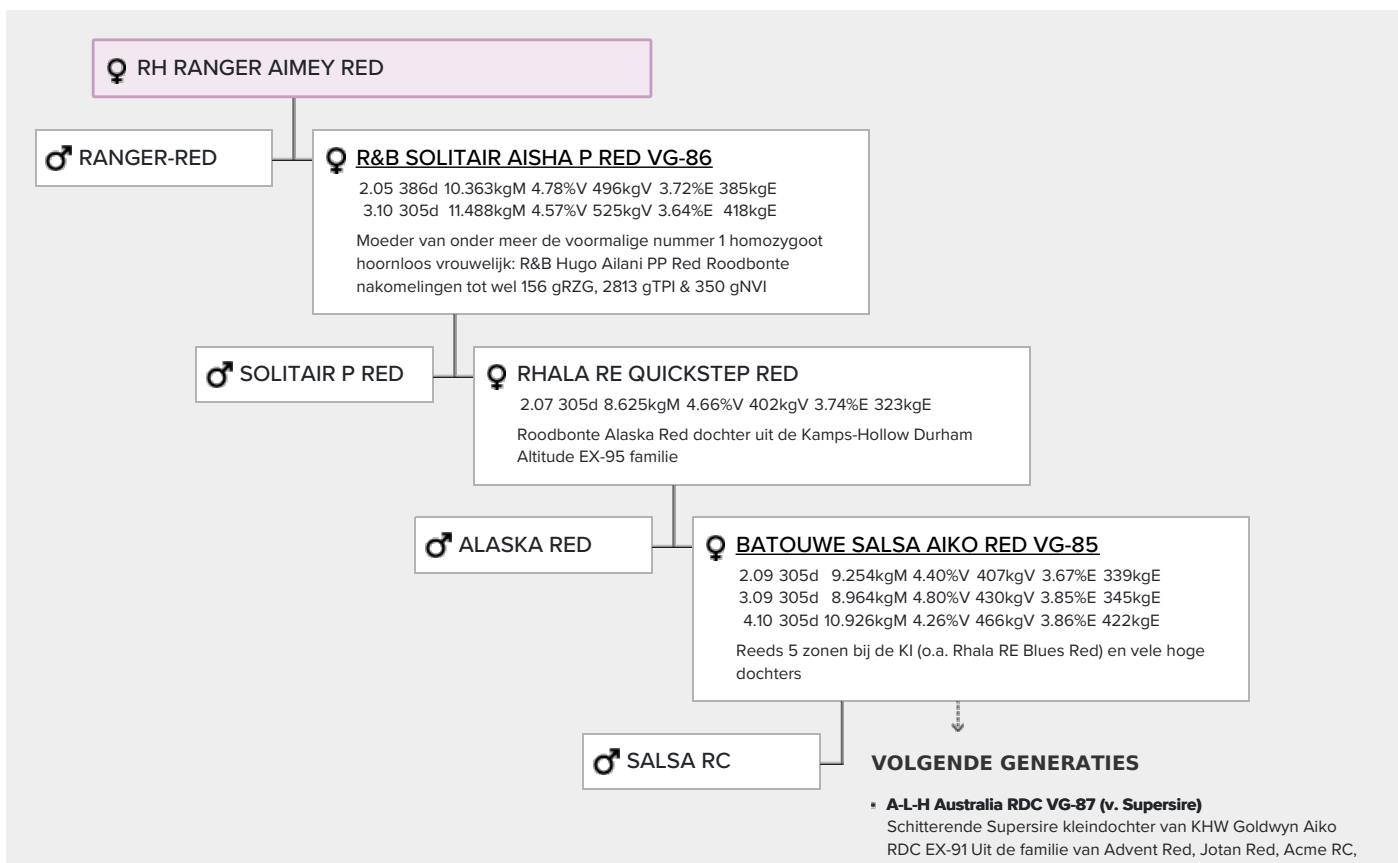 RH RANGER AIMEY RED
RANGER-RED
R&B SOLITAIR AISHA P RED VG-86
2.05 386d 10.363kgM 4.78%V 496kgV 3.72%E 385kgE
3.10 305d 11.488kgM 4.57%V 525kgV 3.64%E 418kgE
Moeder van onder meer de voormalige nummer 1 homozygoot
hoornloos vrouwelijk: R&B Hugo Ailani PP Red Roodbonte
nakomelingen tot wel 156 gRZG, 2813 gTPI & 350 gNVI
SOLITAIR P RED
RHALA RE QUICKSTEP RED
2.07 305d 8.625kgM 4.66%V 402kgV 3.74%E 323kgE
Roodbonte Alaska Red dochter uit de Kamps-Hollow Durham
Altitude EX-95 familie
ALASKA RED
BATOUWE SALSA AIKO RED VG-85
2.09 305d 9.254kgM 4.40%V 407kgV 3.67%E 339kgE
3.09 305d 8.964kgM 4.80%V 430kgV 3.85%E 345kgE
4.10 305d 10.926kgM 4.26%V 466kgV 3.86%E 422kgE
Reeds 5 zonen bij de KI (o.a. Rhala RE Blues Red) en vele hoge
dochters
SALSA RC
VOLGENDE GENERATIES
▪ A-L-H Australia RDC VG-87 (v. Supersire)
Schitterende Supersire kleindochter van KHW Goldwyn Aiko
RDC EX-91 Uit de familie van Advent Red, Jotan Red, Acme RC,